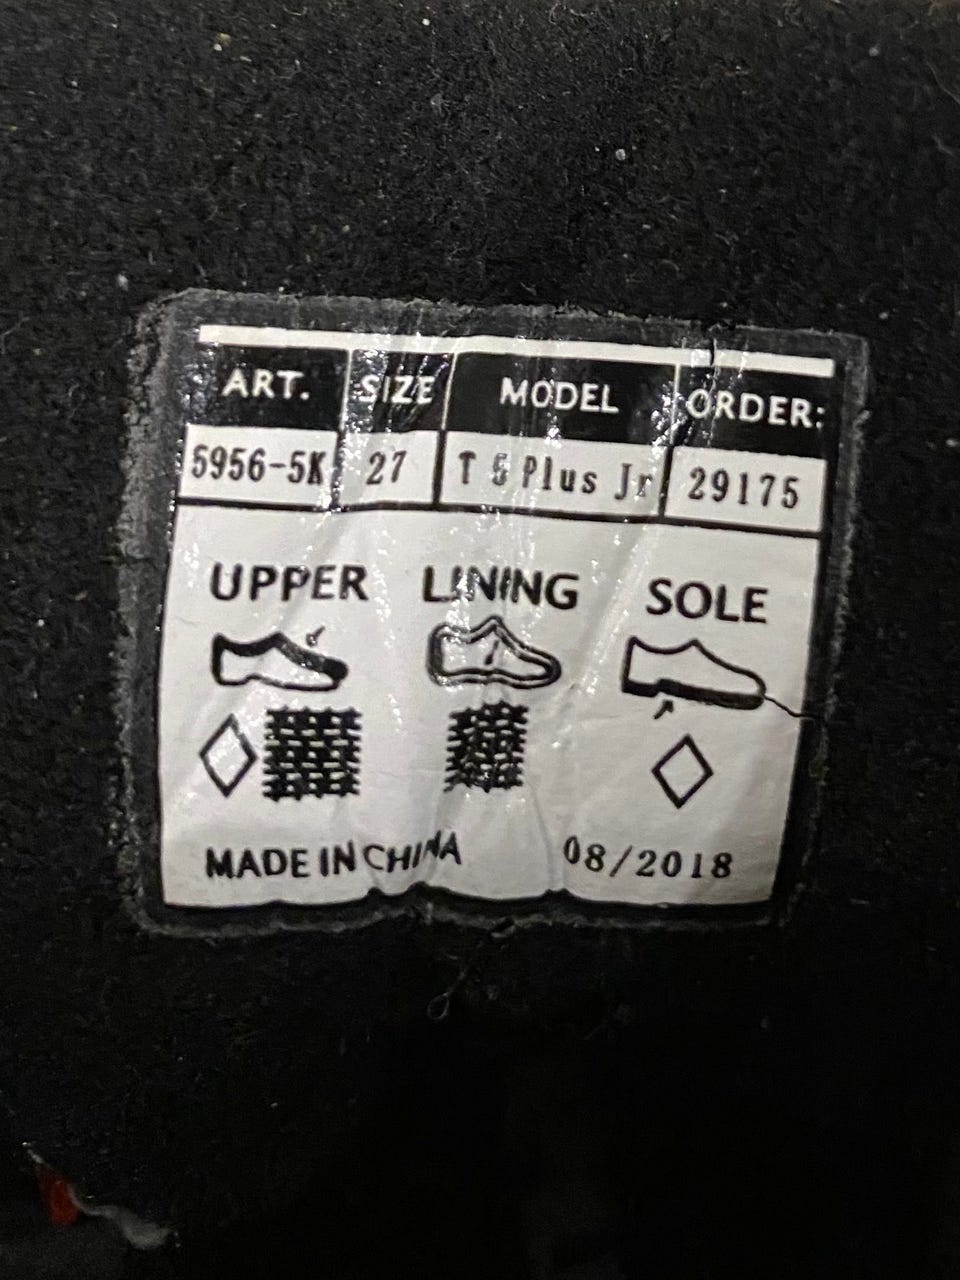 ART. SIZE MODEL ORDER:
5956-5K 27 T 5 Plus Jr 29175
UPPER LINING SOLE
MADE IN CHINA 08/2018